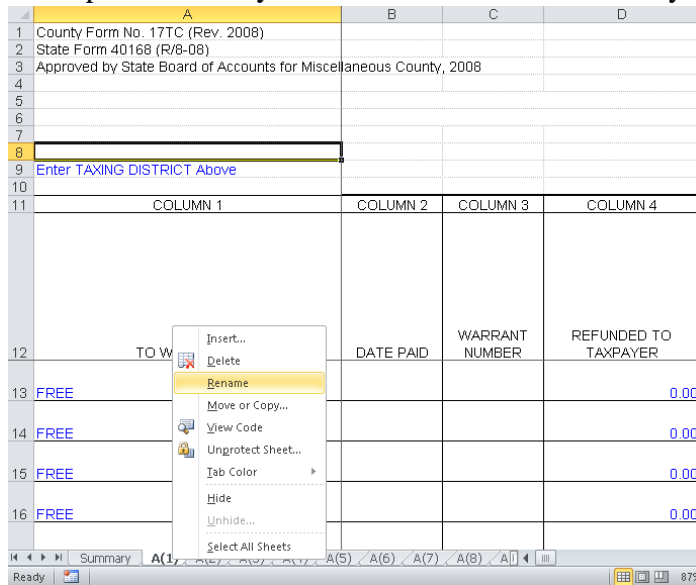 A B C D
1 County Form No. 17TC (Rev. 2008)
2 State Form 40168 (R/8-08)
3 Approved by State Board of Accounts for Miscellaneous County, 2008
4
5
6
7
8
9 Enter TAXING DISTRICT Above
10
11 COLUMN 1 COLUMN 2 COLUMN 3 COLUMN 4
12 TO W DATE PAID WARRANT NUMBER REFUNDED TO TAXPAYER
13 FREE 0.00
14 FREE 0.00
15 FREE 0.00
16 FREE 0.00
Insert...
Delete
Rename
Move or Copy...
View Code
Unprotect Sheet...
Tab Color
Hide
Unhide...
Select All Sheets
Summary A(1) A(5) A(6) A(7) A(8)
Ready 87%